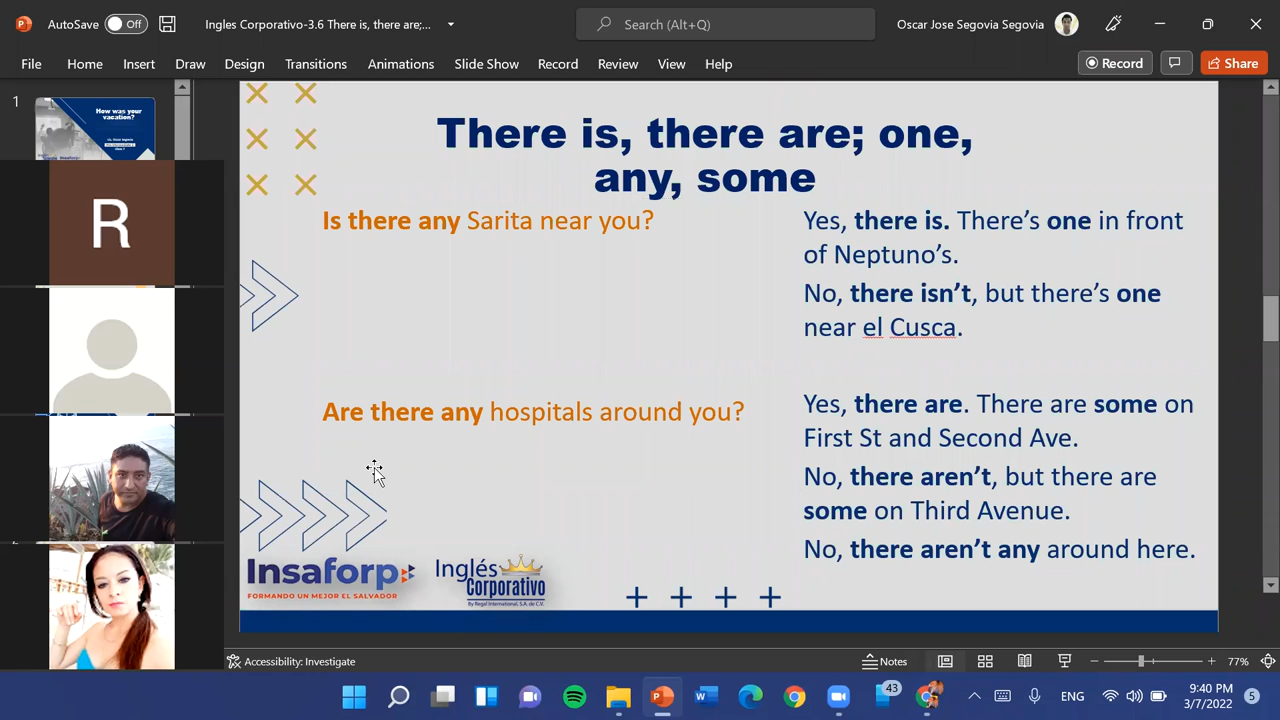 AutoSave Off
Ingles Corporativo-3.6 There is, there are;...
Search (Alt+Q)
Oscar Jose Segovia Segovia
File Home Insert Draw Design Transitions Animations Slide Show Record Review View Help
Record
Share
1
How was your
vacation?
R
There is, there are; one,
any, some
Is there any Sarita near you?
Yes, there is. There's one in front
of Neptuno's.
No, there isn't, but there's one
near el Cusca.
Are there any hospitals around you?
Yes, there are. There are some on
First St and Second Ave.
No, there aren't, but there are
some on Third Avenue.
No, there aren't any around here.
Insaforp
FORMANDO UN MEJOR EL SALVADOR
Inglés
Corporativo
By Regal International, S.A. de C.V.
Accessibility: Investigate
Notes
77%
43
ENG
9:40 PM
3/7/2022
5